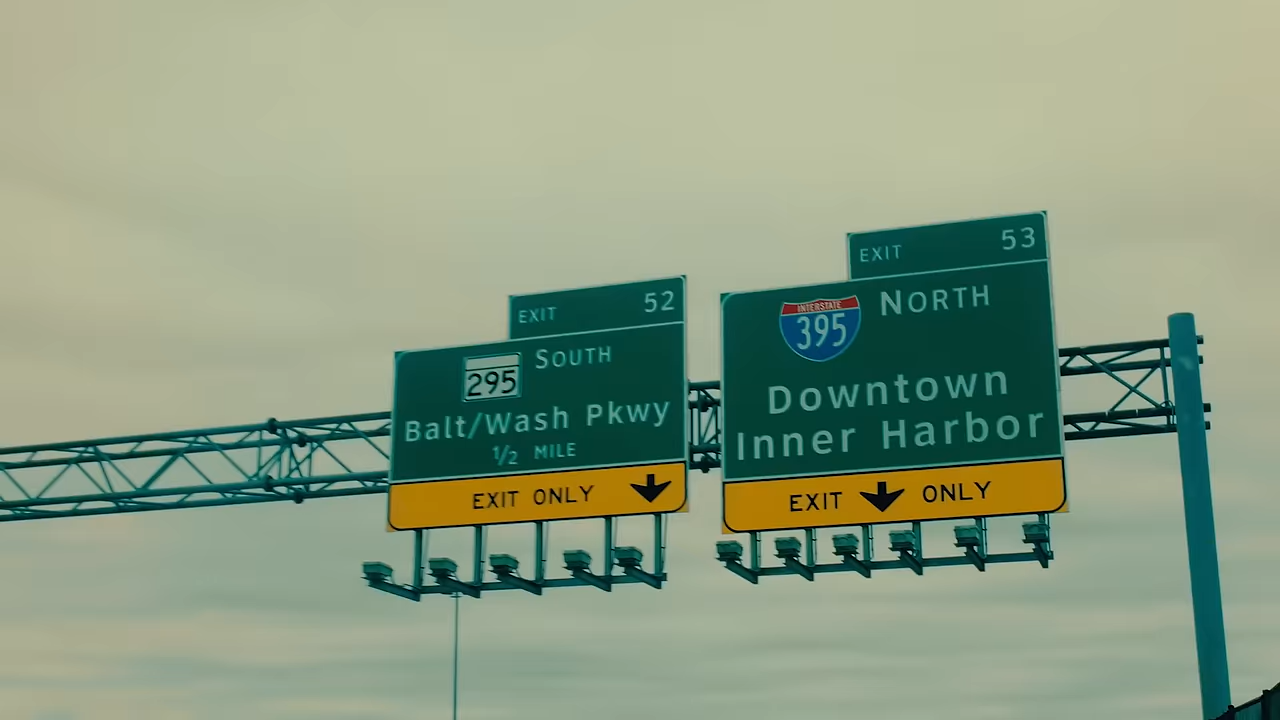 EXIT 52
295 SOUTH
Balt/Wash Pkwy
1/2 MILE
EXIT ONLY
EXIT 53
INTERSTATE
395 NORTH
Downtown
Inner Harbor
EXIT ONLY